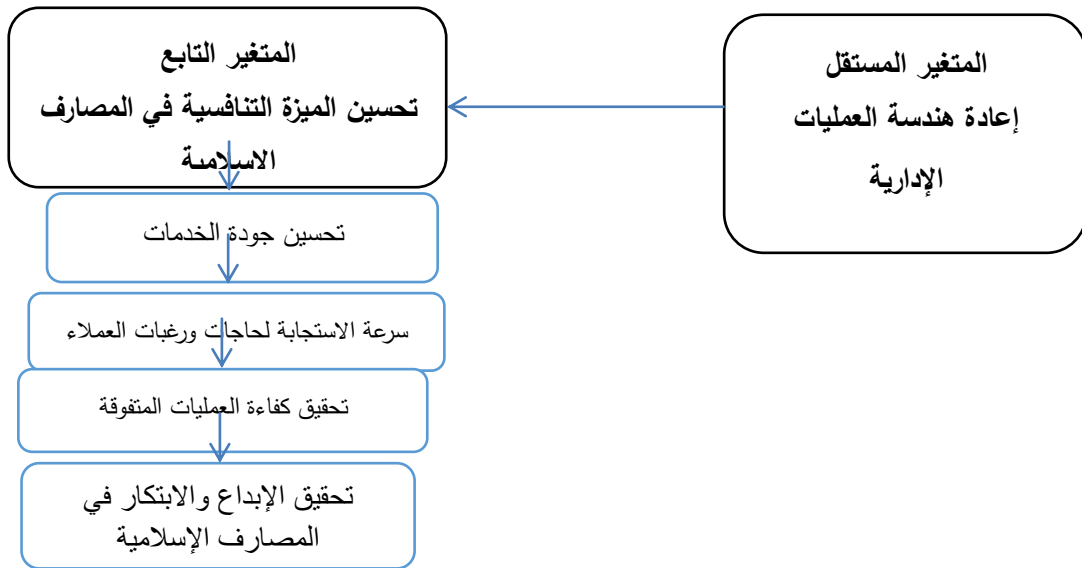 المتغير المستقل
إعادة هندسة العمليات
الإدارية
المتغير التابع
تحسين الميزة التنافسية في المصارف
الاسلامية
تحسين جودة الخدمات
سرعة الاستجابة لحاجات ورغبات العملاء
تحقيق كفاءة العمليات المتفوقة
تحقيق الإبداع والابتكار في
المصارف الإسلامية